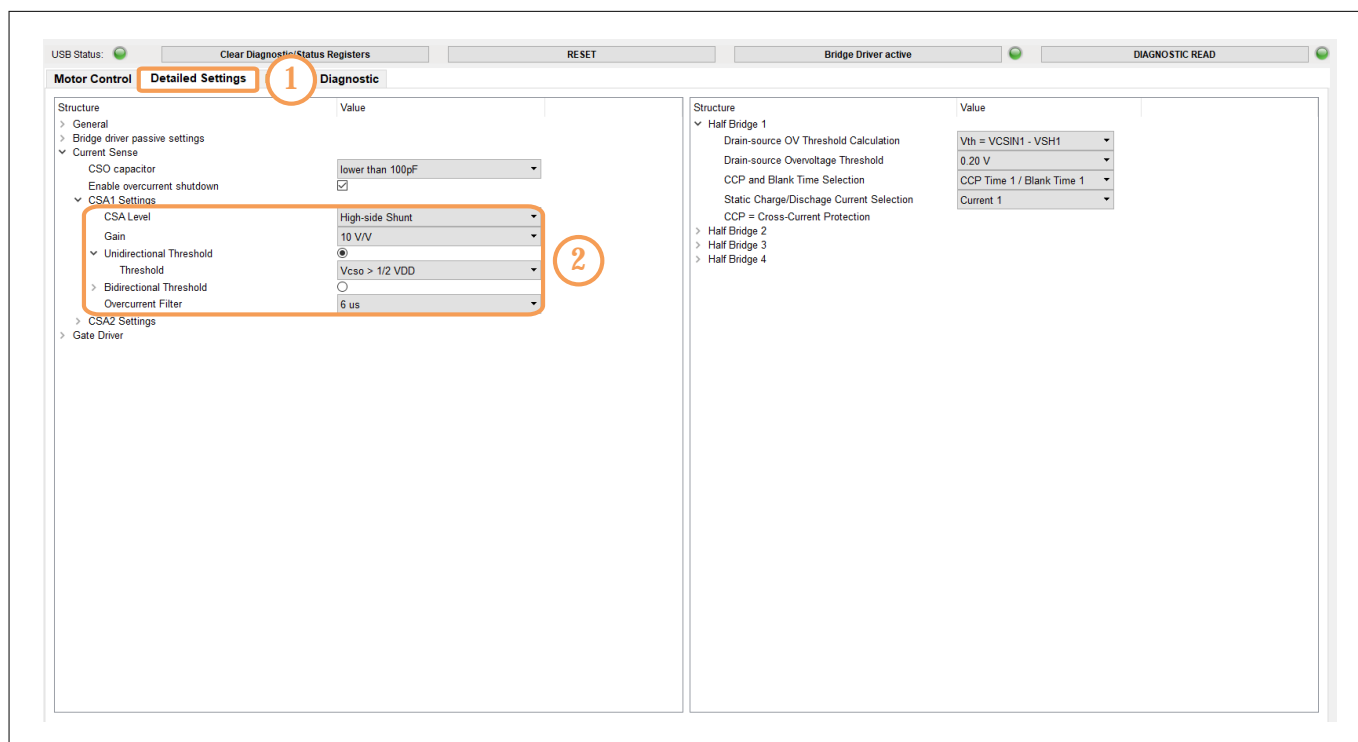 USB Status: Clear Diagnostic/Status Registers RESET Bridge Driver active DIAGNOSTIC READ
Motor Control Detailed Settings 1 Diagnostic
Structure Value
General
Bridge driver passive settings
Current Sense
CSO capacitor lower than 100pF
Enable overcurrent shutdown
CSA1 Settings
CSA Level High-side Shunt
Gain 10 V/V
Unidirectional Threshold
Threshold Vcso > 1/2 VDD
Bidirectional Threshold
Overcurrent Filter 6 us
2
CSA2 Settings
Gate Driver
Structure Value
Half Bridge 1
Drain-source OV Threshold Calculation Vth = VCSIN1 - VSH1
Drain-source Overvoltage Threshold 0.20 V
CCP and Blank Time Selection CCP Time 1 / Blank Time 1
Static Charge/Dischage Current Selection Current 1
CCP = Cross-Current Protection
Half Bridge 2
Half Bridge 3
Half Bridge 4